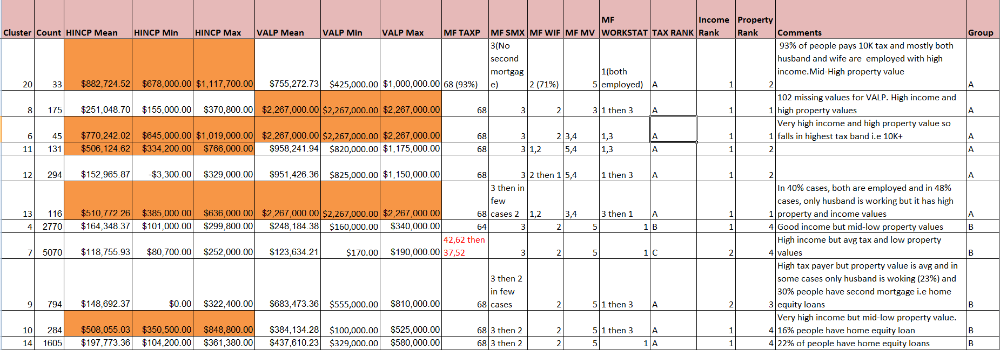 Cluster Count HINCP Mean HINCP Min HINCP Max VALP Mean VALP Min VALP Max MF TAXP MF SMX MF WIF MF MV MF WORKSTAT TAX RANK Income Rank Property Rank Comments Group
20 33 $882,724.52 $678,000.00 $1,117,700.00 $755,272.73 $425,000.00 $1,000,000.00 68 (93%) 3(No second mortgage) 2 (71%) 5 1(both employed) A 1 2 93% of people pays 10K tax and mostly both husband and wife are employed with high income.Mid-High property value A
8 175 $251,048.70 $155,000.00 $370,800.00 $2,267,000.00 $2,267,000.00 $2,267,000.00 68 3 2 3 1 then 3 A 1 1 102 missing values for VALP. High income and high property values A
6 45 $770,242.02 $645,000.00 $1,019,000.00 $2,267,000.00 $2,267,000.00 $2,267,000.00 68 3 2 3,4 1,3 A 1 1 Very high income and high property value so falls in highest tax band i.e 10K+ A
11 131 $506,124.62 $334,200.00 $766,000.00 $958,241.94 $820,000.00 $1,175,000.00 68 3 1,2 5,4 1,3 A 1 2 A
12 294 $152,965.87 -$3,300.00 $329,000.00 $951,426.36 $825,000.00 $1,150,000.00 68 3 2 then 1 5,4 1 then 3 A 1 2 A
13 116 $510,772.26 $385,000.00 $636,000.00 $2,267,000.00 $2,267,000.00 $2,267,000.00 68 3 then in few cases 2 1,2 3,4 3 then 1 A 1 1 In 40% cases, both are employed and in 48% cases, only husband is working but it has high property and income values A
4 2770 $164,348.37 $101,000.00 $299,800.00 $248,184.38 $160,000.00 $340,000.00 64 3 2 5 1 B 1 4 Good income but mid-low property values B
7 5070 $118,755.93 $80,700.00 $252,000.00 $123,634.21 $170.00 $190,000.00 42,62 then 37,52 3 2 5 1 C 2 4 High income but avg tax and low property values B
9 794 $148,692.37 $0.00 $322,400.00 $683,473.36 $555,000.00 $810,000.00 68 3 then 2 in few cases 2 5 1 then 3 A 2 3 High tax payer but property value is avg and in some cases only husband is woking (23%) and 30% people have second mortgage i.e home equity loans B
10 284 $508,055.03 $350,500.00 $848,800.00 $384,134.28 $100,000.00 $525,000.00 68 3 then 2 2 5 1 then 3 A 1 4 Very high income but mid-low property value. 16% people have home equity loan B
14 1605 $197,773.36 $104,200.00 $361,380.00 $437,610.23 $329,000.00 $580,000.00 68 3 then 2 2 5 1 A 1 4 22% of people have home equity loans B